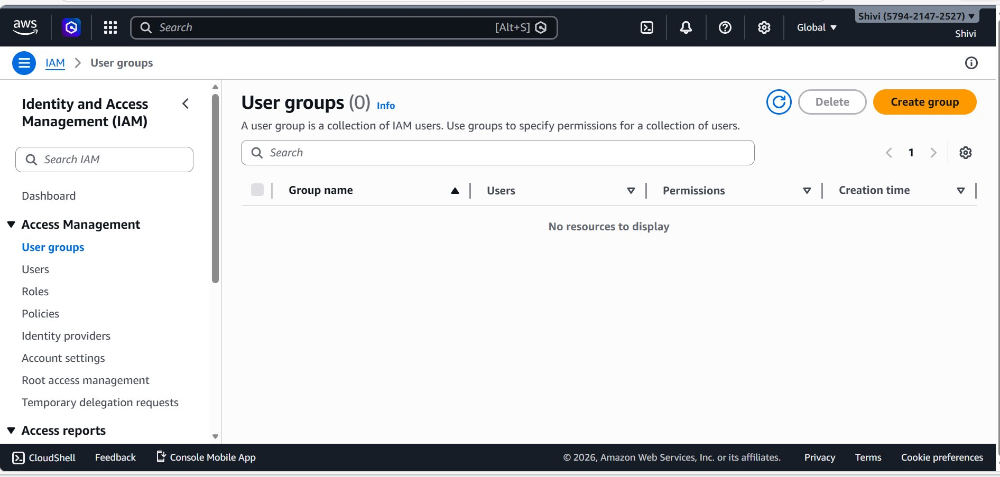 aws
Search [Alt+S]
Global
Shivi (5794-2147-2527)
Shivi
IAM > User groups
Identity and Access
Management (IAM)
Search IAM
Dashboard
Access Management
User groups
Users
Roles
Policies
Identity providers
Account settings
Root access management
Temporary delegation requests
Access reports
User groups (0) Info
Delete
Create group
A user group is a collection of IAM users. Use groups to specify permissions for a collection of users.
Search
1
Group name Users Permissions Creation time
No resources to display
CloudShell Feedback Console Mobile App © 2026, Amazon Web Services, Inc. or its affiliates. Privacy Terms Cookie preferences